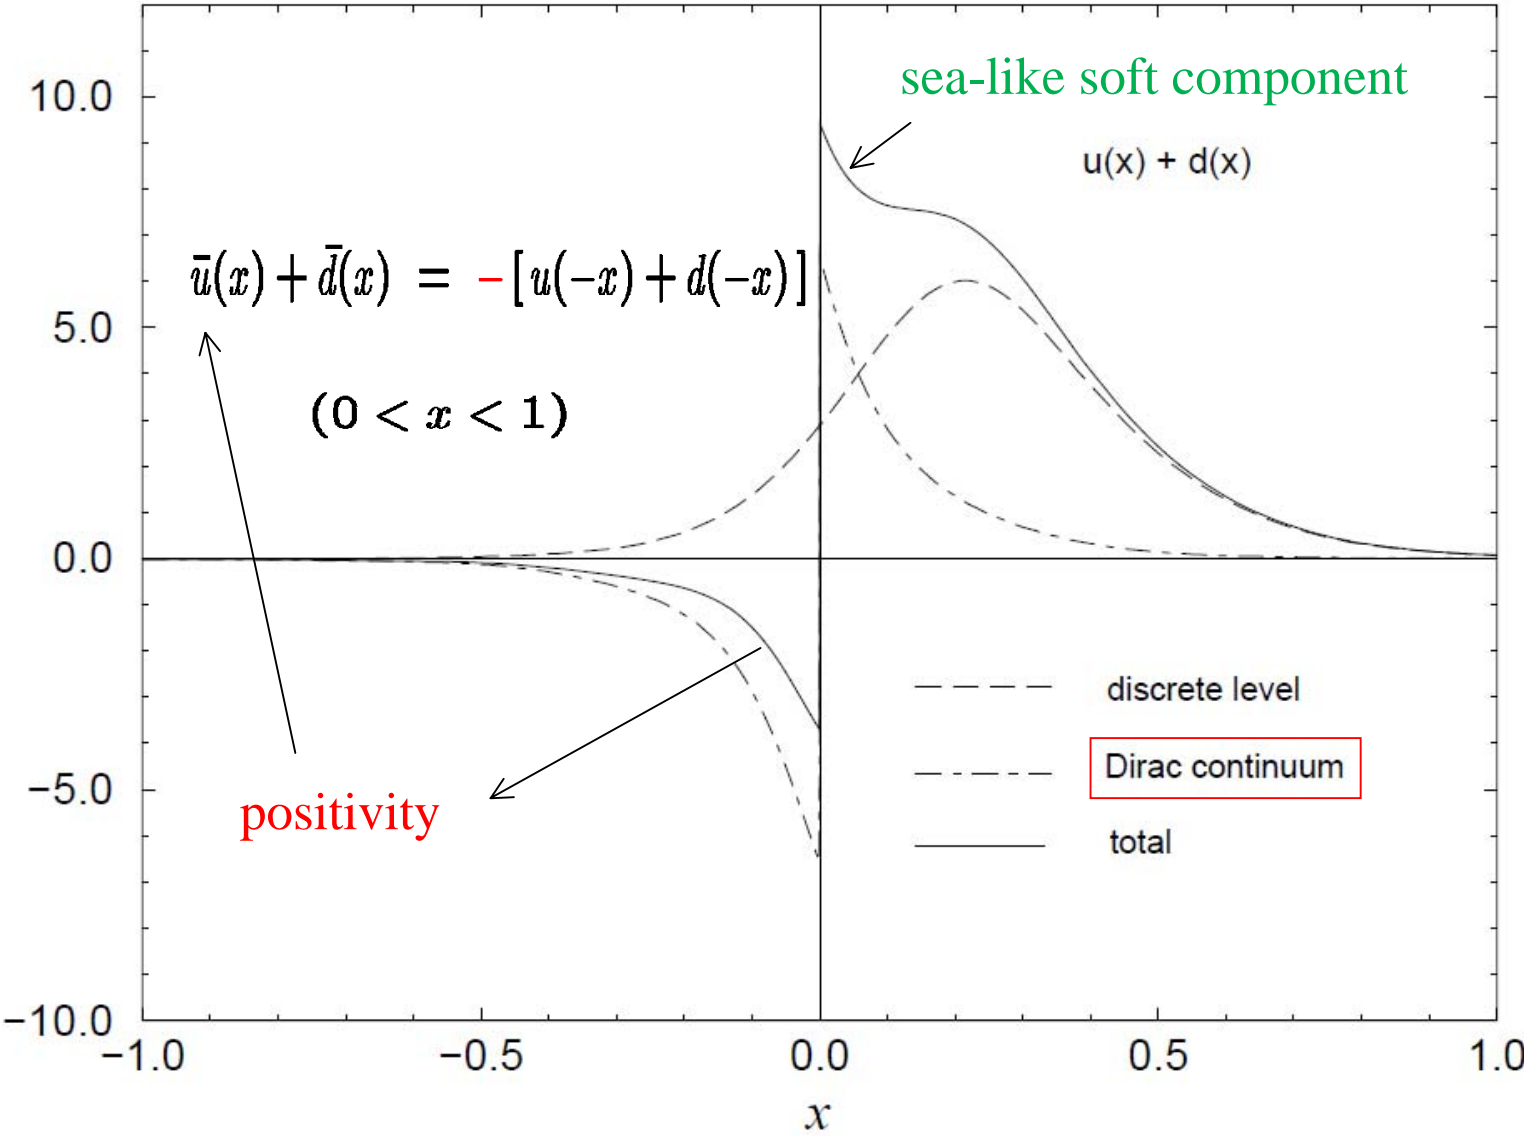 10.0
5.0
0.0
−5.0
−10.0
sea-like soft component
u(x) + d(x)
ū(x) + d̄(x) = −[u(−x) + d(−x)]
(0 < x < 1)
positivity
discrete level
Dirac continuum
total
−1.0 −0.5 0.0 0.5 1.0
x